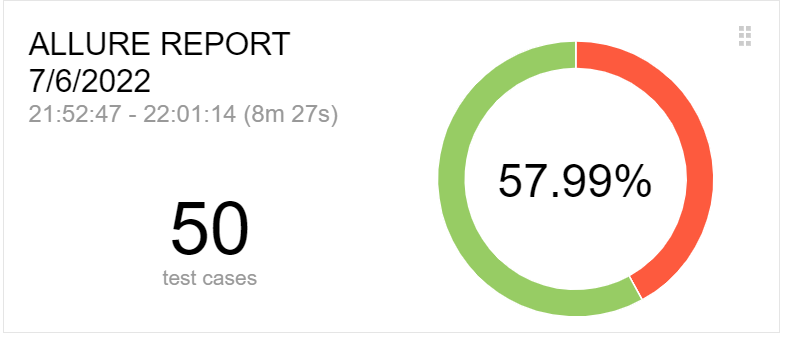 ALLURE REPORT
7/6/2022
21:52:47 - 22:01:14 (8m 27s)
50
test cases
57.99%